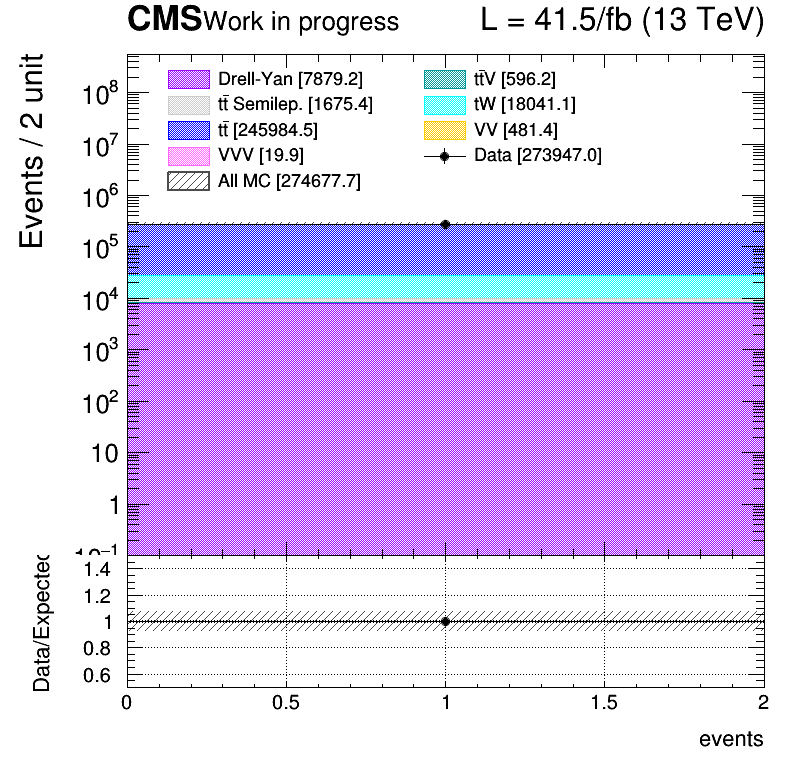 CMS Work in progress L = 41.5/fb (13 TeV)
Events / 2 unit
Drell-Yan [7879.2] tt̄V [596.2]
tt̄ Semilep. [1675.4] tW [18041.1]
tt̄ [245984.5] VV [481.4]
VVV [19.9] Data [273947.0]
All MC [274677.7]
10⁸
10⁷
10⁶
10⁵
10⁴
10³
10²
10
1
10⁻¹
Data/Expected
1.4
1.2
1
0.8
0.6
0 0.5 1 1.5 2
events